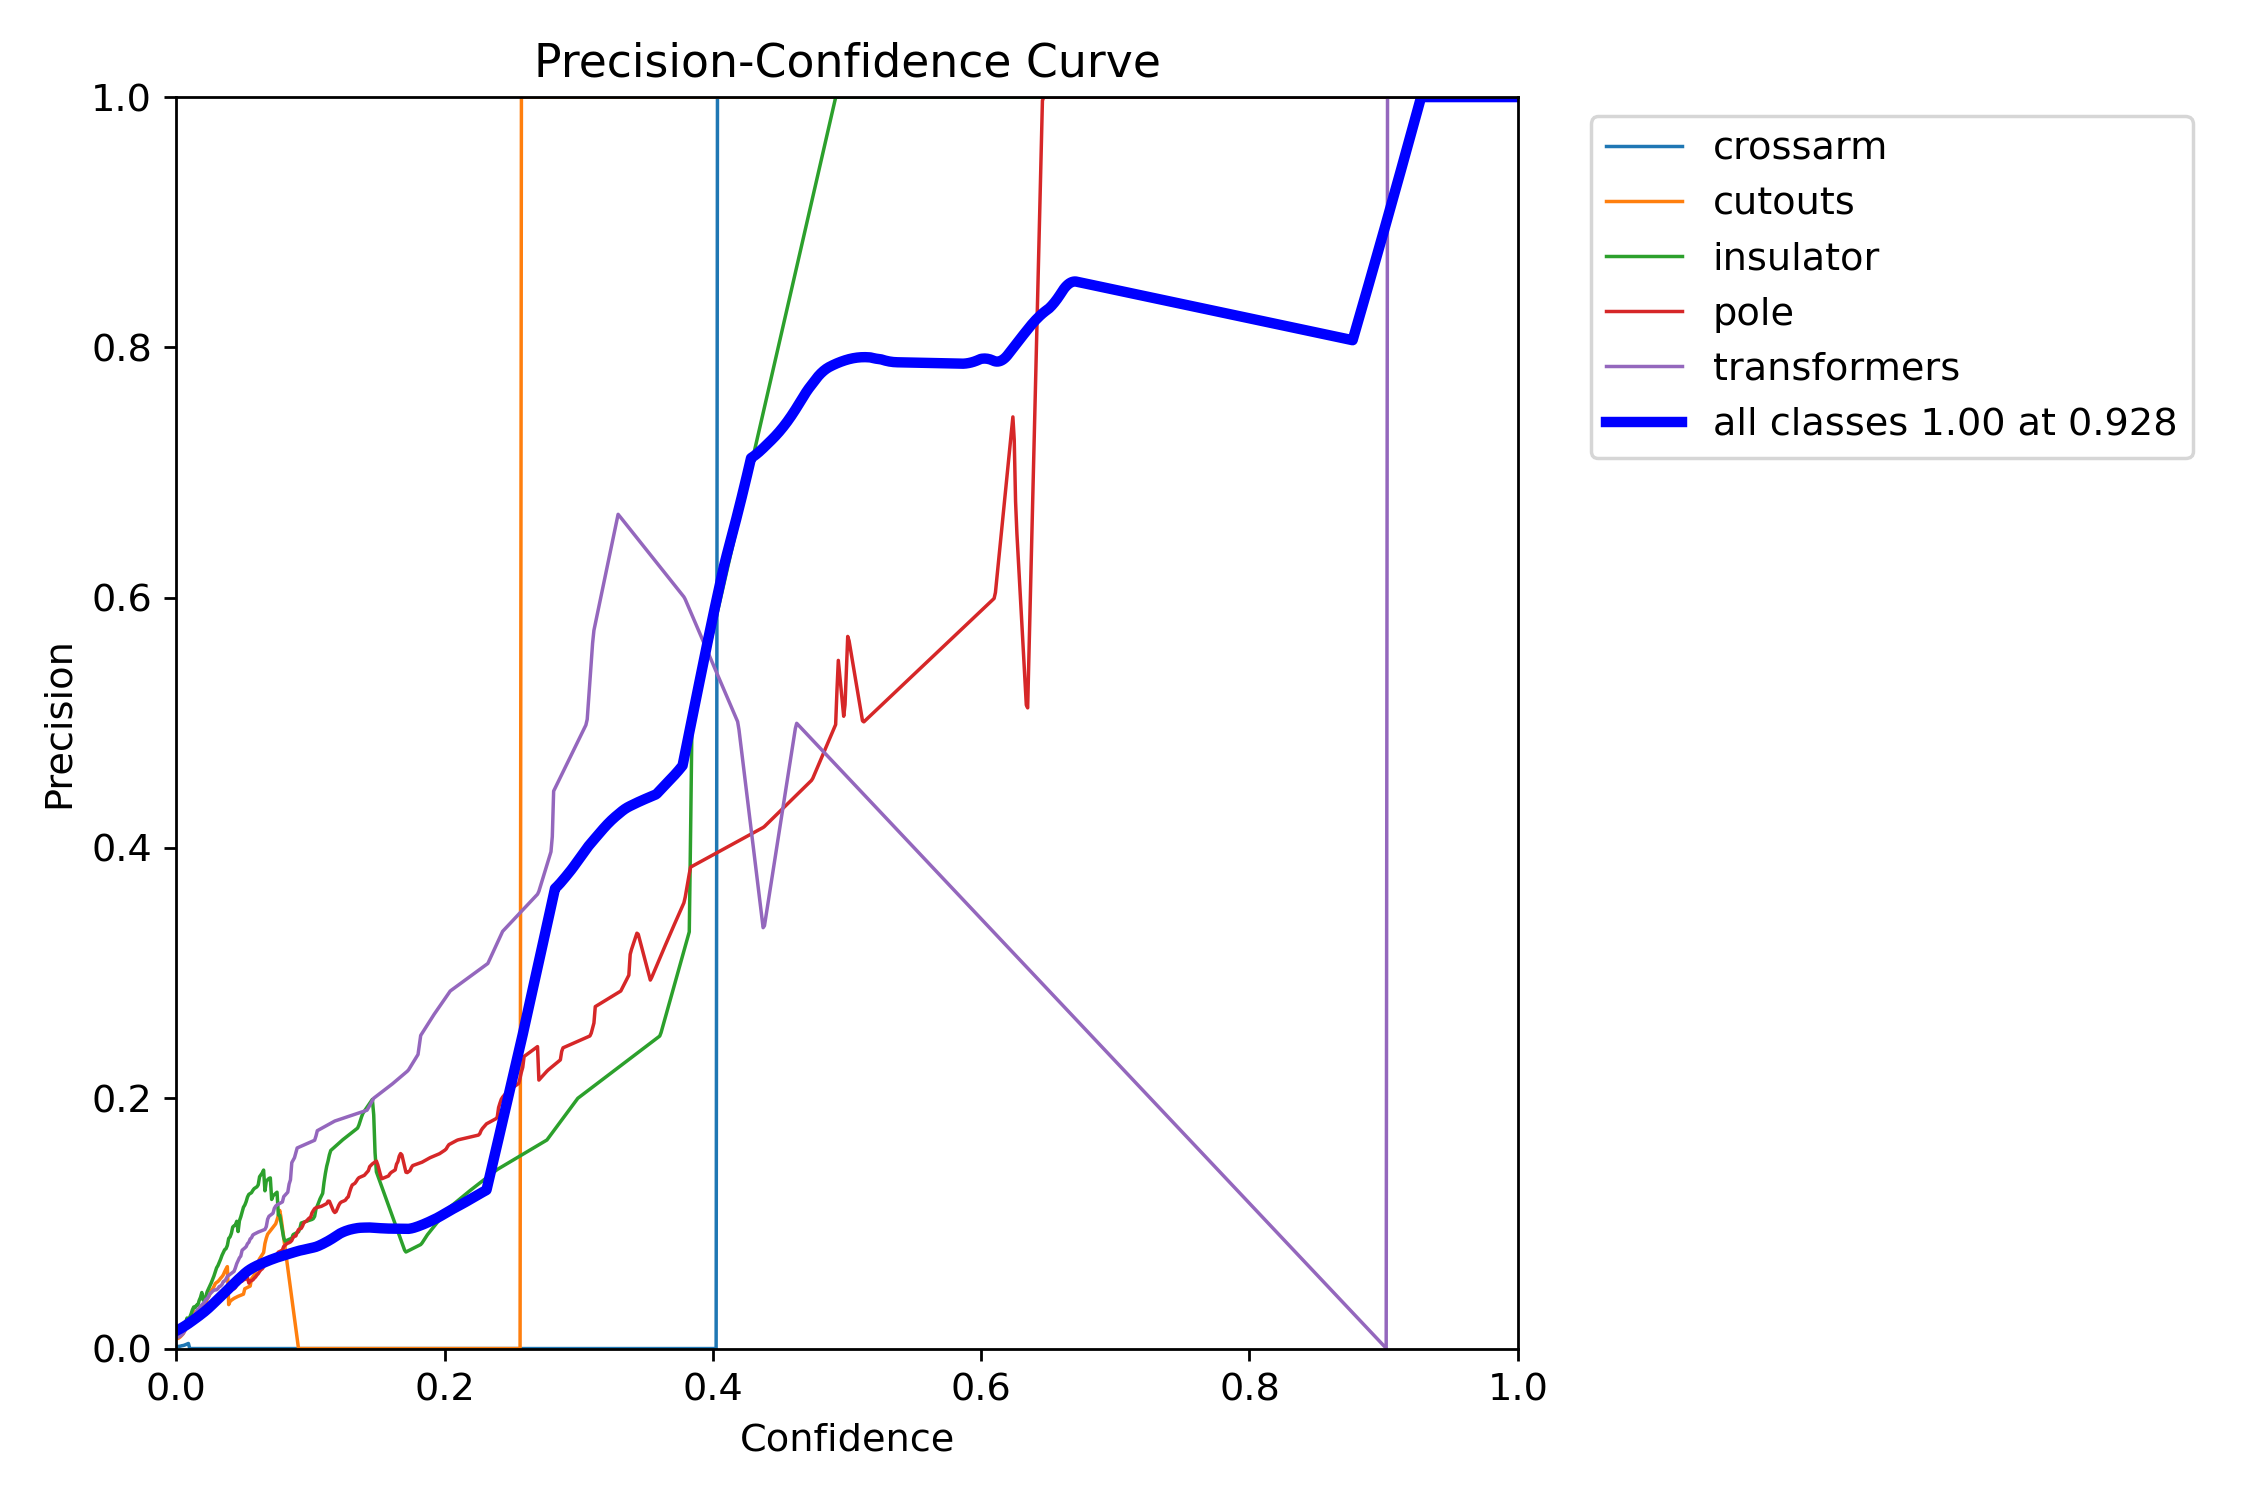 Precision-Confidence Curve
1.0
0.8
0.6
0.4
0.2
0.0
Precision
0.0 0.2 0.4 0.6 0.8 1.0
Confidence
crossarm
cutouts
insulator
pole
transformers
all classes 1.00 at 0.928